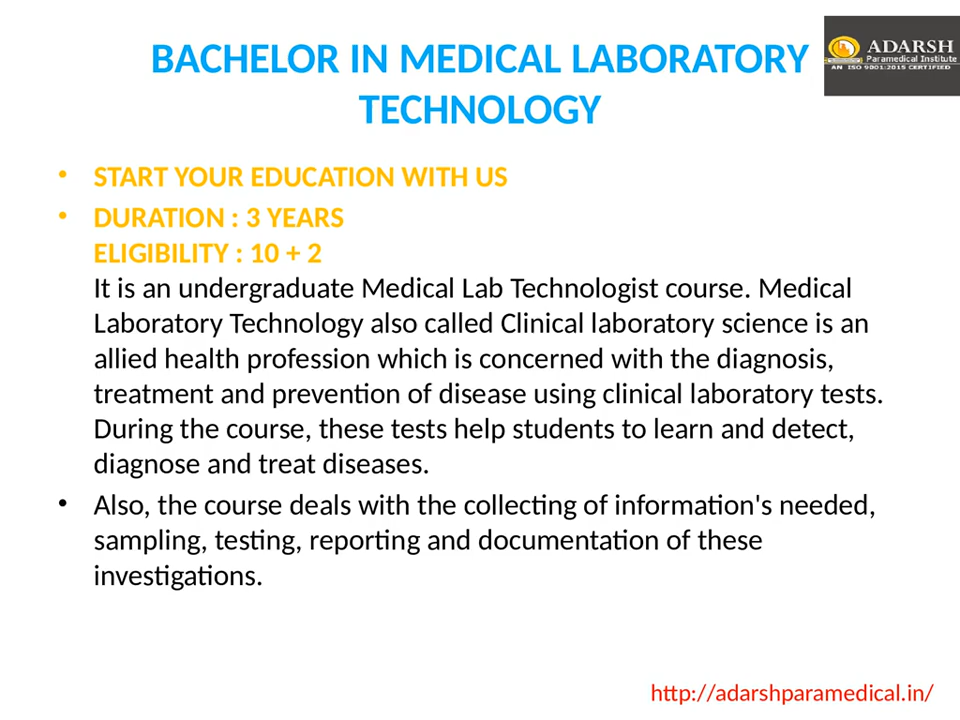 BACHELOR IN MEDICAL LABORATORY
TECHNOLOGY
ADARSH
Paramedical Institute
AN ISO 9001:2015 CERTIFIED
• START YOUR EDUCATION WITH US
• DURATION : 3 YEARS
ELIGIBILITY : 10 + 2
It is an undergraduate Medical Lab Technologist course. Medical
Laboratory Technology also called Clinical laboratory science is an
allied health profession which is concerned with the diagnosis,
treatment and prevention of disease using clinical laboratory tests.
During the course, these tests help students to learn and detect,
diagnose and treat diseases.
• Also, the course deals with the collecting of information's needed,
sampling, testing, reporting and documentation of these
investigations.
http://adarshparamedical.in/